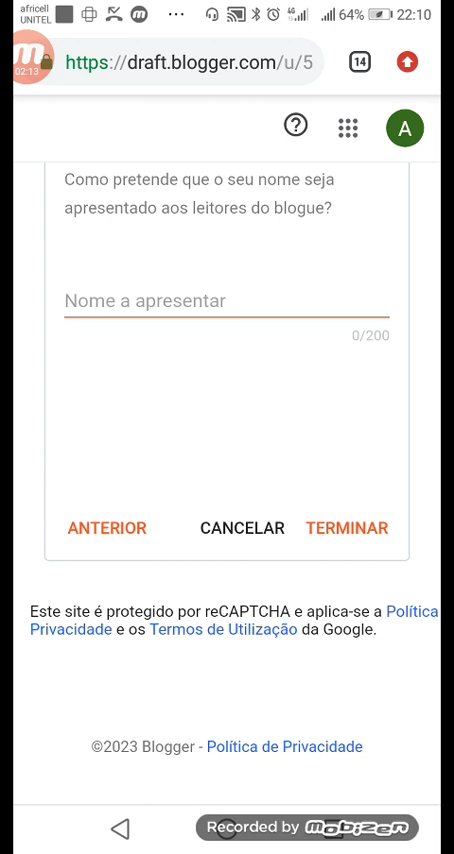 africell
UNITEL
64%
22:10
02:13
https://draft.blogger.com/u/5
14
A
Como pretende que o seu nome seja
apresentado aos leitores do blogue?
Nome a apresentar
0/200
ANTERIOR CANCELAR TERMINAR
Este site é protegido por reCAPTCHA e aplica-se a Política
Privacidade e os Termos de Utilização da Google.
©2023 Blogger - Política de Privacidade
Recorded by mobizen